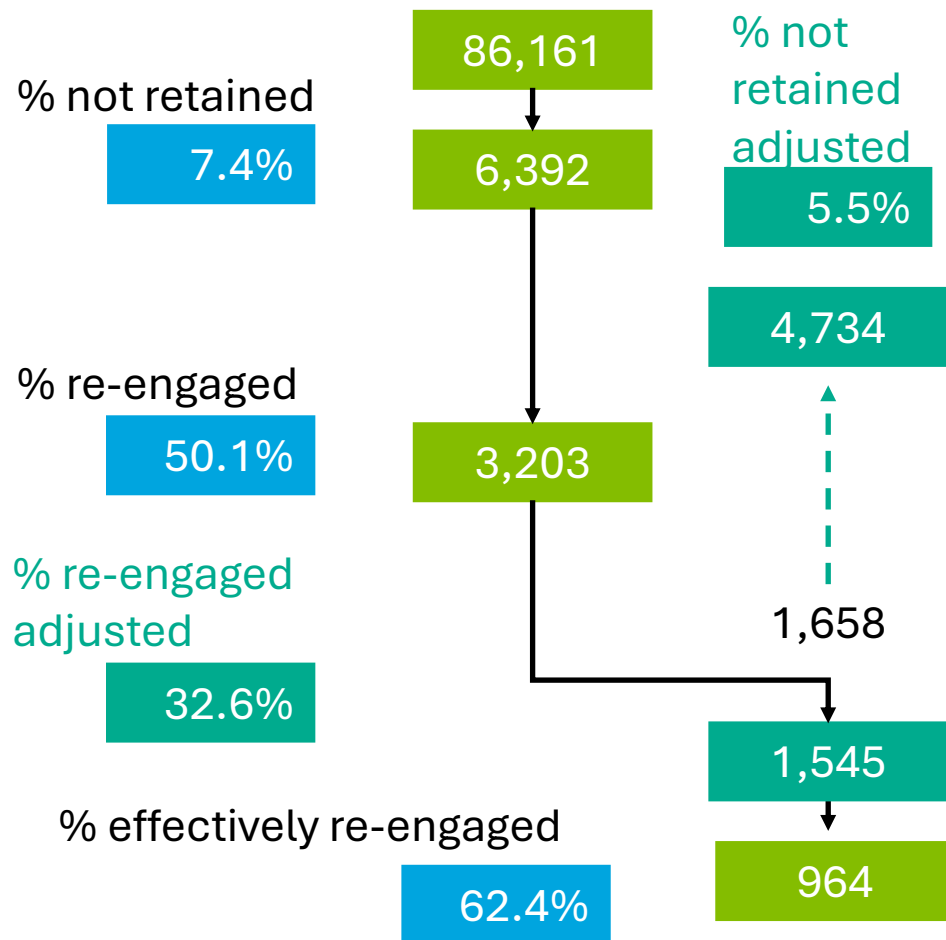 86,161
% not
retained
adjusted
% not retained
7.4%
6,392
5.5%
4,734
% re-engaged
50.1%
3,203
% re-engaged
adjusted
1,658
32.6%
1,545
% effectively re-engaged
62.4%
964